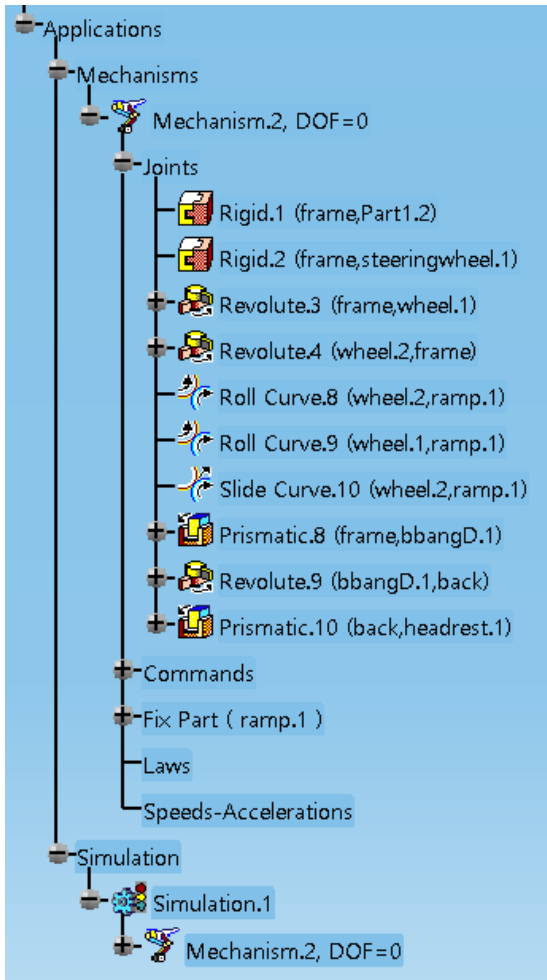 Applications
Mechanisms
Mechanism.2, DOF=0
Joints
Rigid.1 (frame,Part1.2)
Rigid.2 (frame,steeringwheel.1)
Revolute.3 (frame,wheel.1)
Revolute.4 (wheel.2,frame)
Roll Curve.8 (wheel.2,ramp.1)
Roll Curve.9 (wheel.1,ramp.1)
Slide Curve.10 (wheel.2,ramp.1)
Prismatic.8 (frame,bbangD.1)
Revolute.9 (bbangD.1,back)
Prismatic.10 (back,headrest.1)
Commands
Fix Part ( ramp.1 )
Laws
Speeds-Accelerations
Simulation
Simulation.1
Mechanism.2, DOF=0